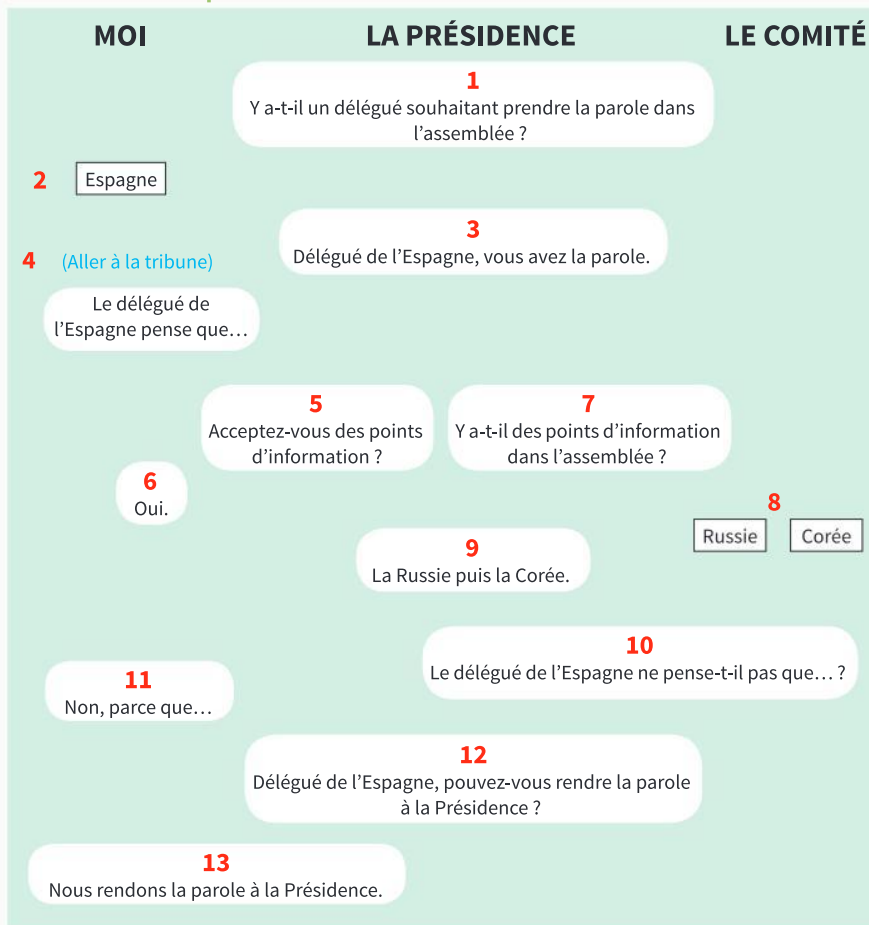 MOI
LA PRÉSIDENCE
LE COMITÉ
1
Y a-t-il un délégué souhaitant prendre la parole dans
l'assemblée ?
2
Espagne
3
Délégué de l'Espagne, vous avez la parole.
4
(Aller à la tribune)
Le délégué de
l'Espagne pense que…
5
Acceptez-vous des points
d'information ?
6
Oui.
7
Y a-t-il des points d'information
dans l'assemblée ?
8
Russie
Corée
9
La Russie puis la Corée.
10
Le délégué de l'Espagne ne pense-t-il pas que… ?
11
Non, parce que…
12
Délégué de l'Espagne, pouvez-vous rendre la parole
à la Présidence ?
13
Nous rendons la parole à la Présidence.